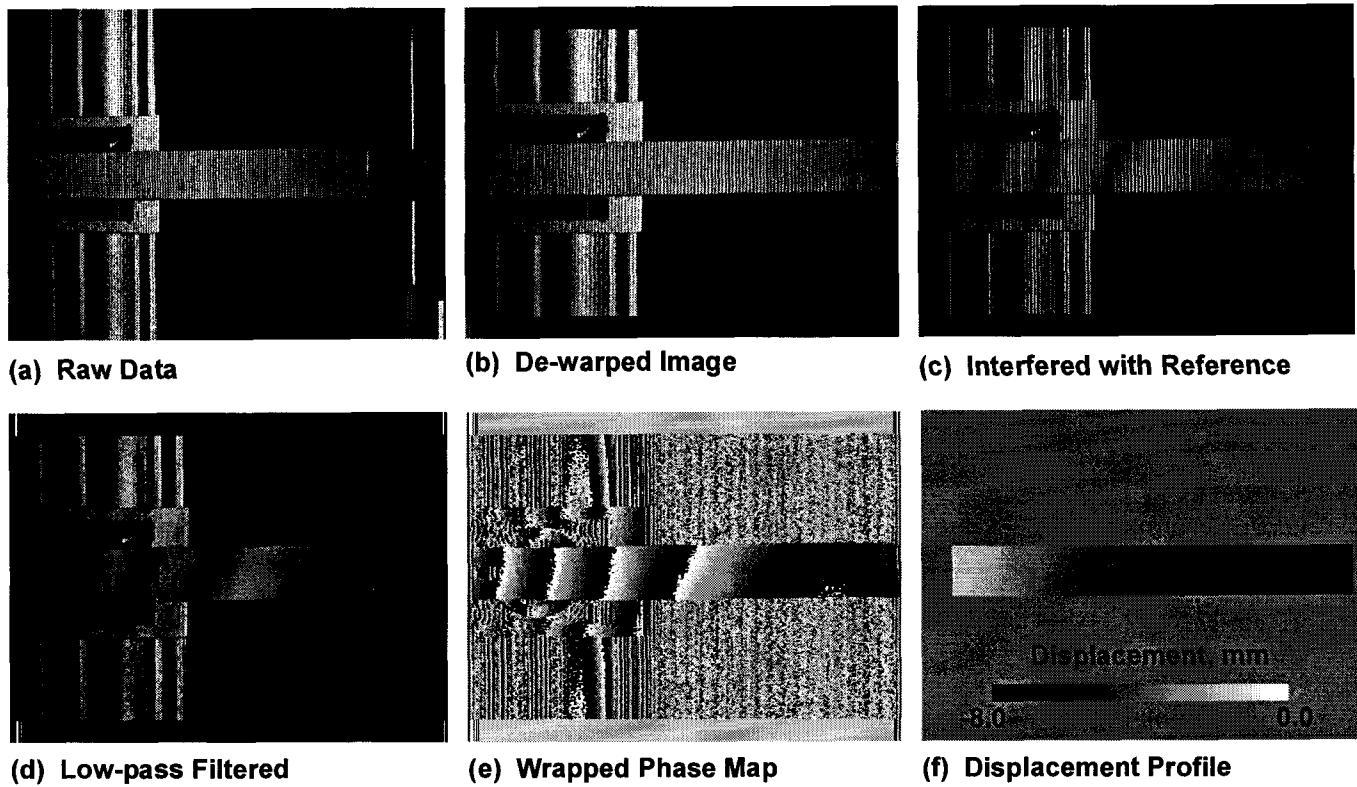 (a) Raw Data
(b) De-warped Image
(c) Interfered with Reference
(d) Low-pass Filtered
(e) Wrapped Phase Map
(f) Displacement Profile
Displacement, mm
-8.0
0.0